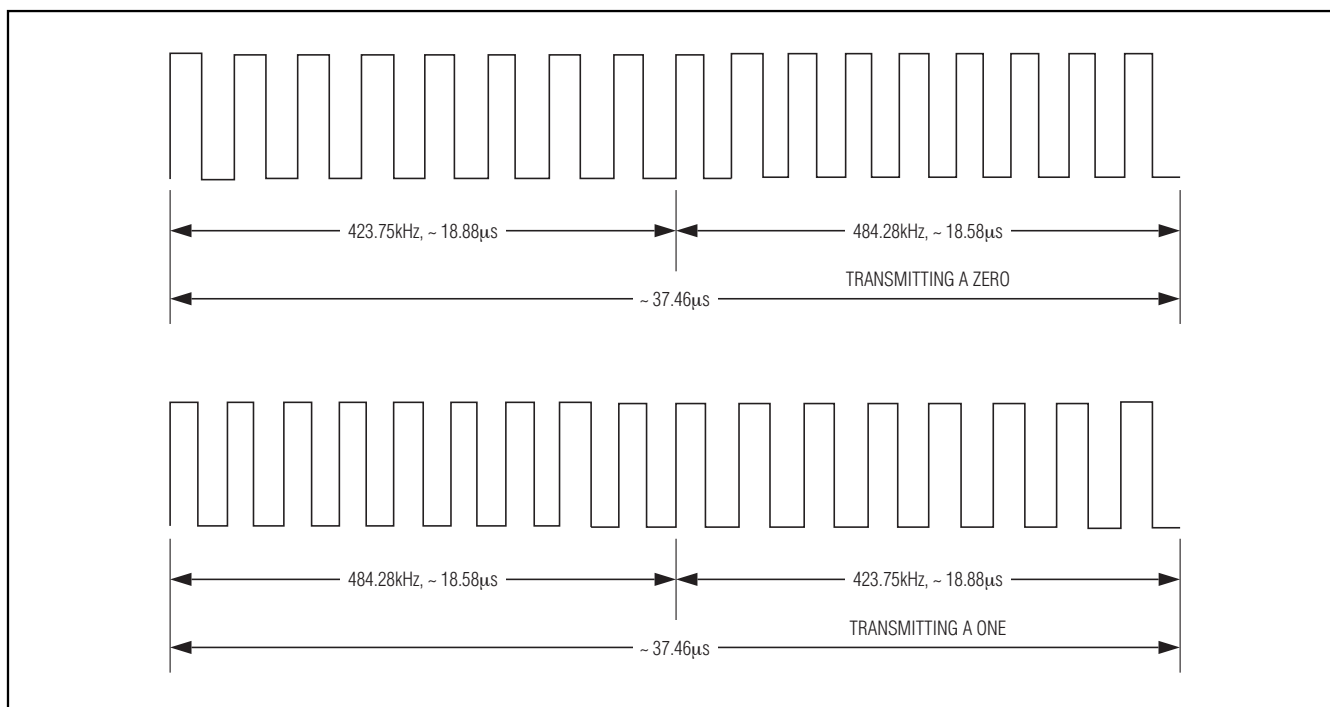 423.75kHz, ~ 18.88µs
484.28kHz, ~ 18.58µs
TRANSMITTING A ZERO
~ 37.46µs
484.28kHz, ~ 18.58µs
423.75kHz, ~ 18.88µs
TRANSMITTING A ONE
~ 37.46µs